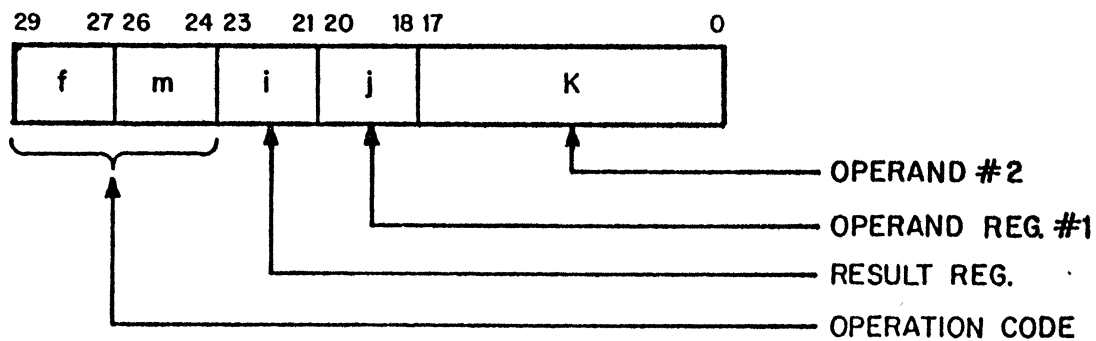 29 27 26 24 23 21 20 18 17 0
f m i j K
OPERAND #2
OPERAND REG. #1
RESULT REG.
OPERATION CODE